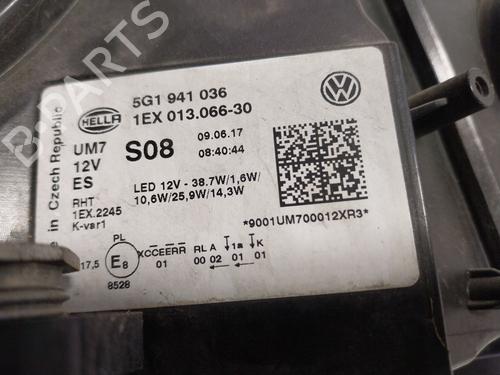 B-PARTS
e in Czech Republic
HELLA
5G1 941 036
1EX 013.066-30
UM7
12V
ES
S08
09.06.17
08:40:44
RHT
1EX.2245
K-var1
LED 12V - 38.7W/1,6W/
10,6W/25,9W/14,3W
*9001UM700012XR3*
PL
XCCEERR RL A 1a K
17,5 E8 01 00 02 01 01
8528